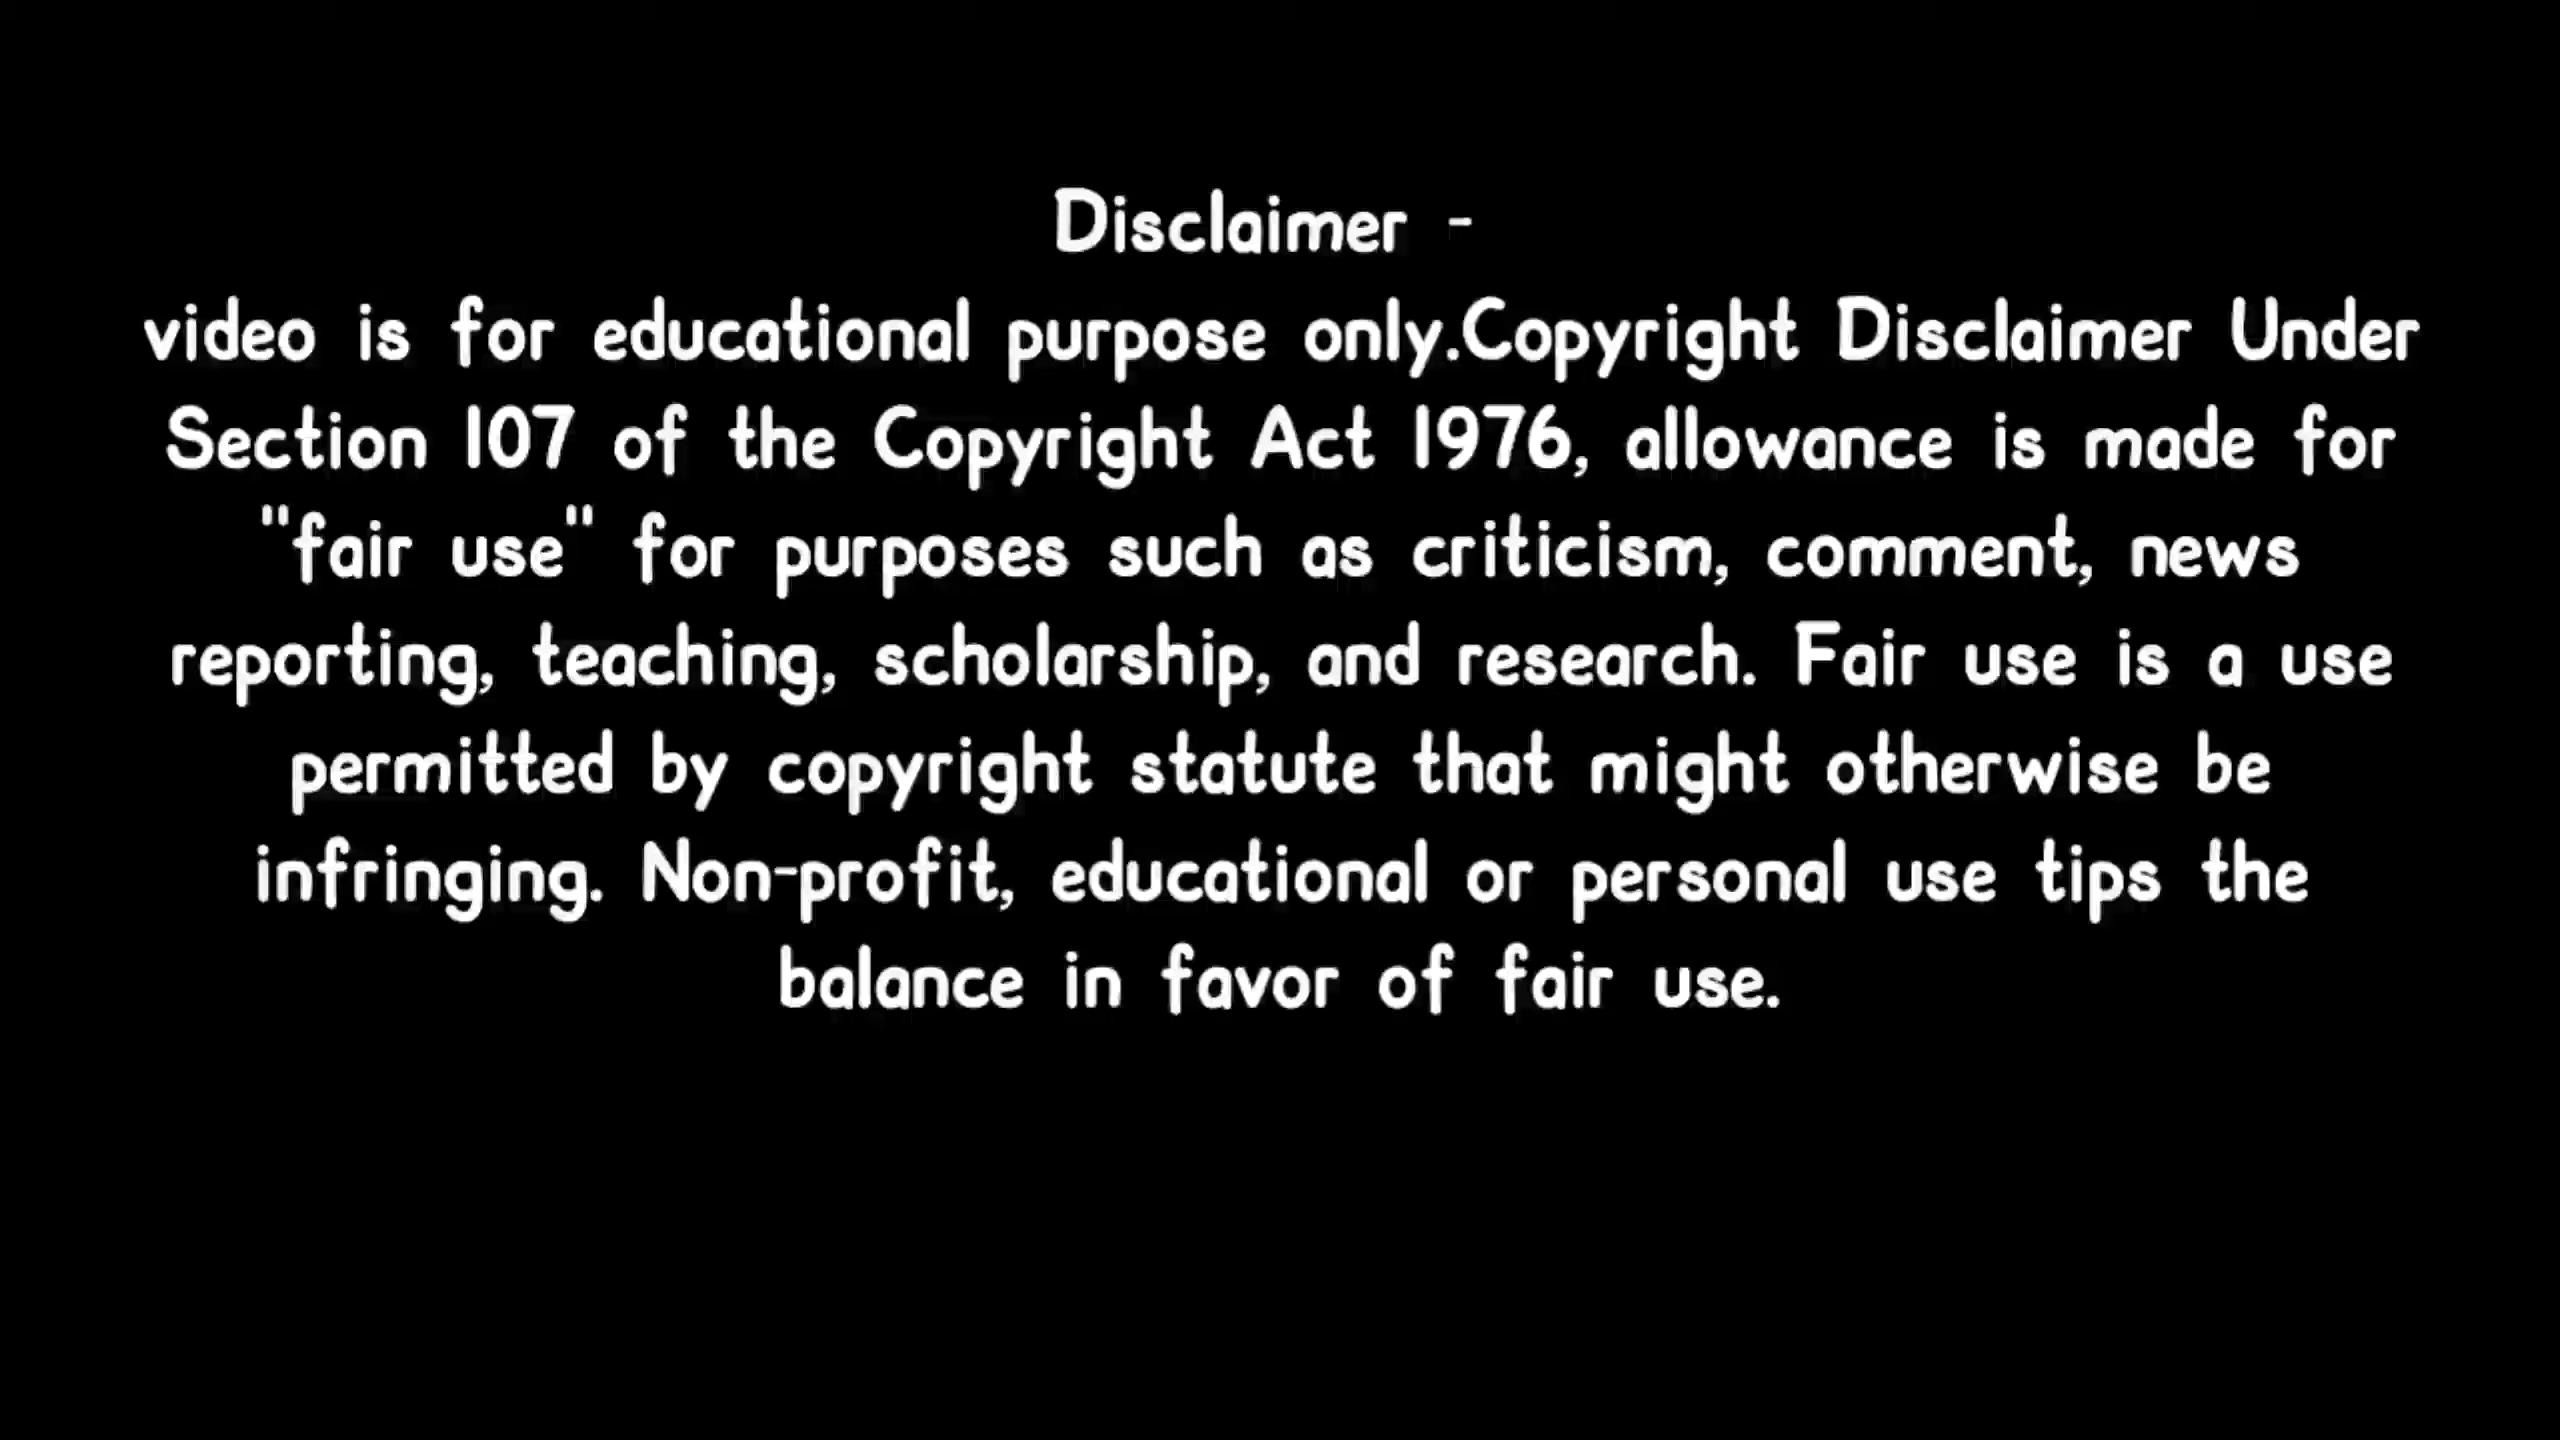 Disclaimer -
video is for educational purpose only.Copyright Disclaimer Under
Section 107 of the Copyright Act 1976, allowance is made for
"fair use" for purposes such as criticism, comment, news
reporting, teaching, scholarship, and research. Fair use is a use
permitted by copyright statute that might otherwise be
infringing. Non-profit, educational or personal use tips the
balance in favor of fair use.